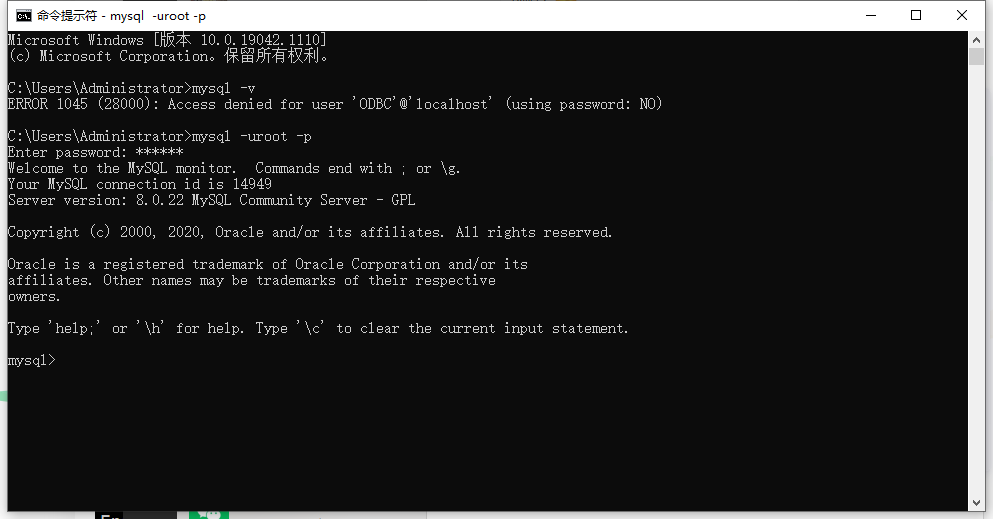 命令提示符 - mysql  -uroot -p
Microsoft Windows [版本 10.0.19042.1110]
(c) Microsoft Corporation。保留所有权利。
C:\Users\Administrator>mysql -v
ERROR 1045 (28000): Access denied for user 'ODBC'@'localhost' (using password: NO)
C:\Users\Administrator>mysql -uroot -p
Enter password: ******
Welcome to the MySQL monitor.  Commands end with ; or \g.
Your MySQL connection id is 14949
Server version: 8.0.22 MySQL Community Server - GPL
Copyright (c) 2000, 2020, Oracle and/or its affiliates. All rights reserved.
Oracle is a registered trademark of Oracle Corporation and/or its
affiliates. Other names may be trademarks of their respective
owners.
Type 'help;' or '\h' for help. Type '\c' to clear the current input statement.
mysql>